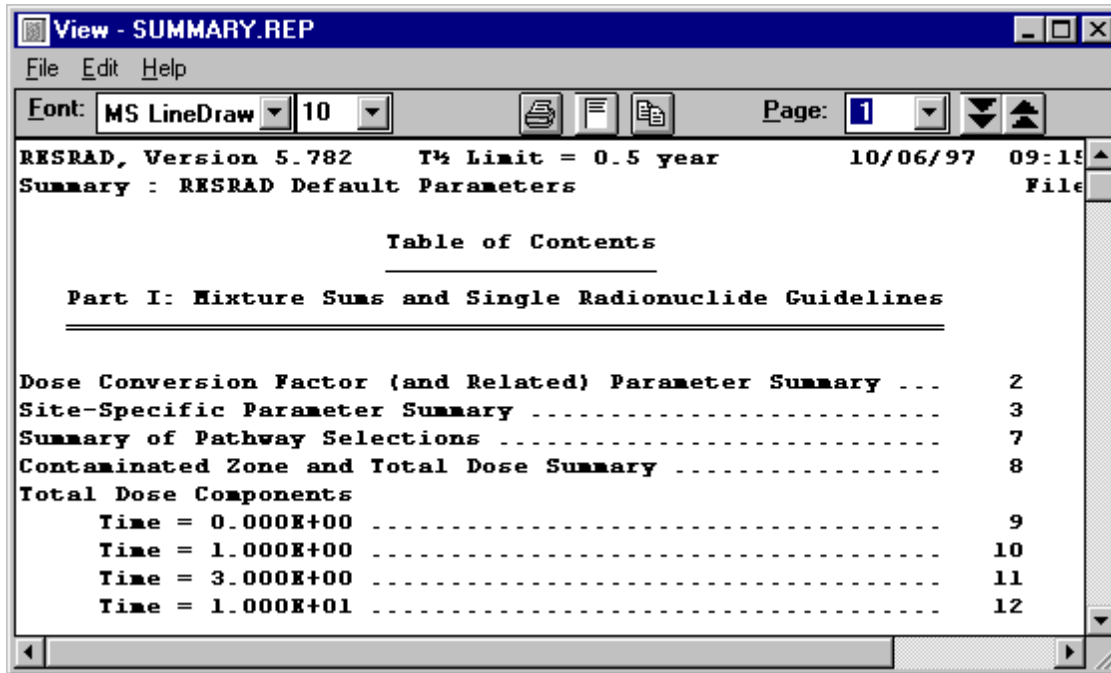 View - SUMMARY.REP
File Edit Help
Font: MS LineDraw 10 Page: 1
RESRAD, Version 5.782 T½ Limit = 0.5 year 10/06/97 09:15
Summary : RESRAD Default Parameters File
Table of Contents
Part I: Mixture Sums and Single Radionuclide Guidelines
Dose Conversion Factor (and Related) Parameter Summary ... 2
Site-Specific Parameter Summary .......................... 3
Summary of Pathway Selections ............................ 7
Contaminated Zone and Total Dose Summary ................. 8
Total Dose Components
Time = 0.000E+00 .................................... 9
Time = 1.000E+00 .................................... 10
Time = 3.000E+00 .................................... 11
Time = 1.000E+01 .................................... 12